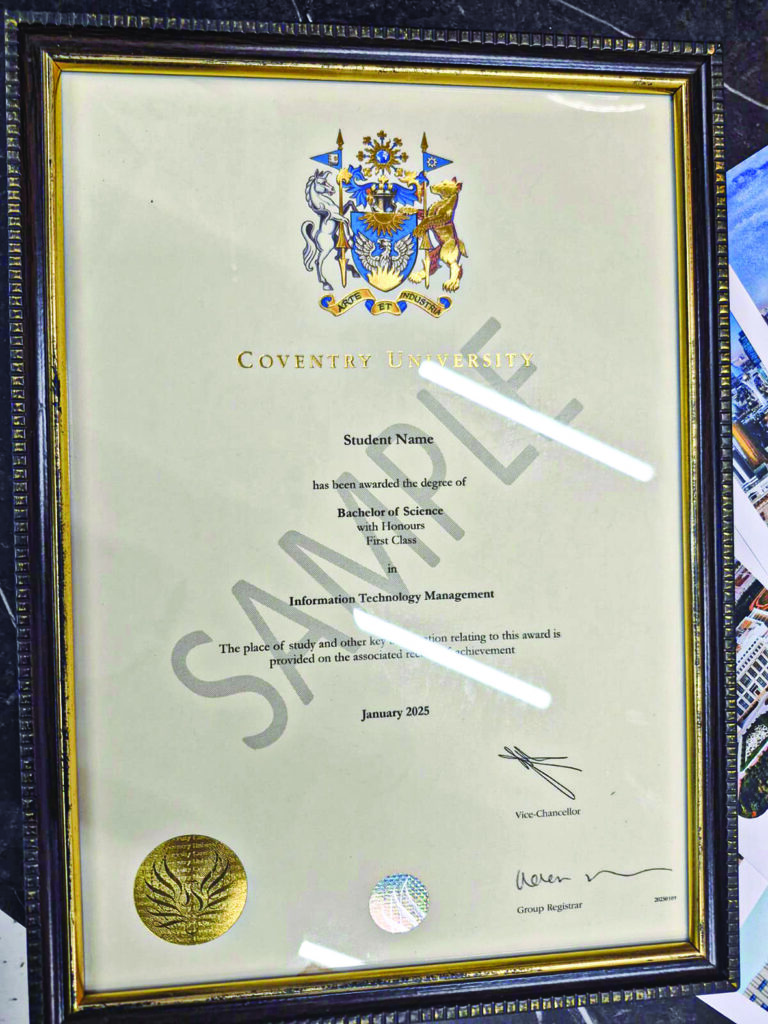 ARTE ET INDUSTRIA
COVENTRY UNIVERSITY
Student Name
has been awarded the degree of
Bachelor of Science
with Honours
First Class
in
Information Technology Management
The place of study and other key relating to this award is
provided on the associated achievement
January 2025
SAMPLE
Vice-Chancellor
Group Registrar